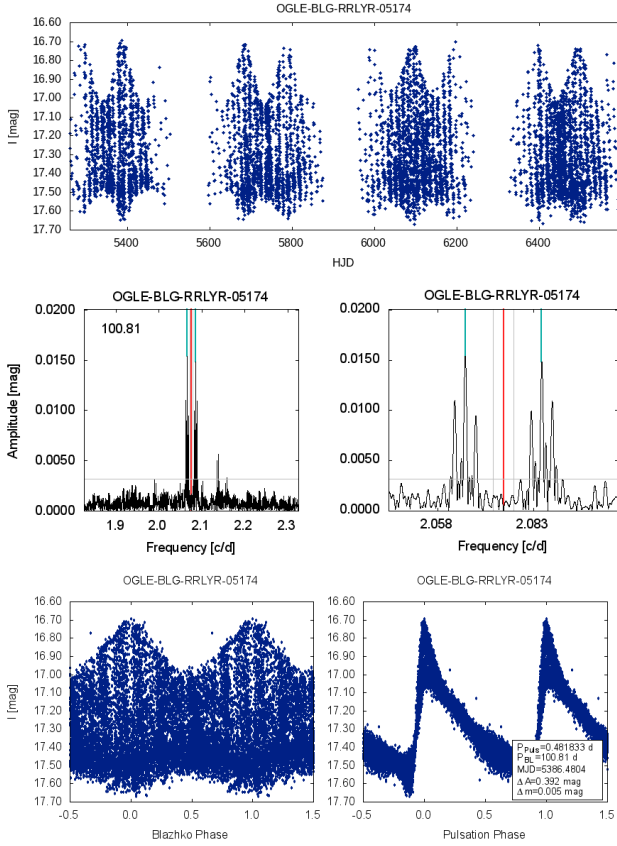 OGLE-BLG-RRLYR-05174
16.60
16.70
16.80
16.90
17.00
17.10
17.20
17.30
17.40
17.50
17.60
17.70
I [mag]
5400 5600 5800 6000 6200 6400
HJD
OGLE-BLG-RRLYR-05174
100.81
0.0200
0.0150
0.0100
0.0050
0.0000
Amplitude [mag]
1.9 2.0 2.1 2.2 2.3
Frequency [c/d]
OGLE-BLG-RRLYR-05174
0.0200
0.0150
0.0100
0.0050
0.0000
2.058 2.083
Frequency [c/d]
OGLE-BLG-RRLYR-05174
16.60
16.70
16.80
16.90
17.00
17.10
17.20
17.30
17.40
17.50
17.60
17.70
I [mag]
-0.5 0.0 0.5 1.0 1.5
Blazhko Phase
OGLE-BLG-RRLYR-05174
16.60
16.70
16.80
16.90
17.00
17.10
17.20
17.30
17.40
17.50
17.60
17.70
PPuls=0.481833 d
PBL=100.81 d
MJD=5386.4804
Δ A=0.392 mag
Δ m=0.005 mag
-0.5 0.0 0.5 1.0 1.5
Pulsation Phase